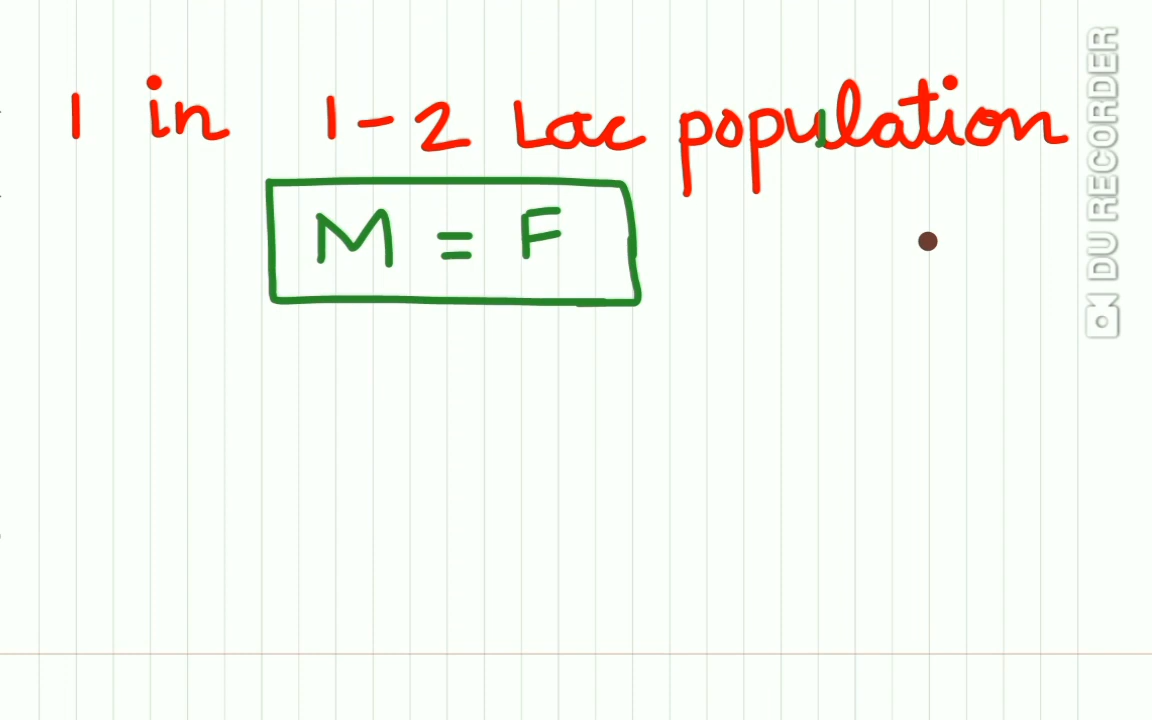 1 in 1-2 Lac population
M = F
DU RECORDER